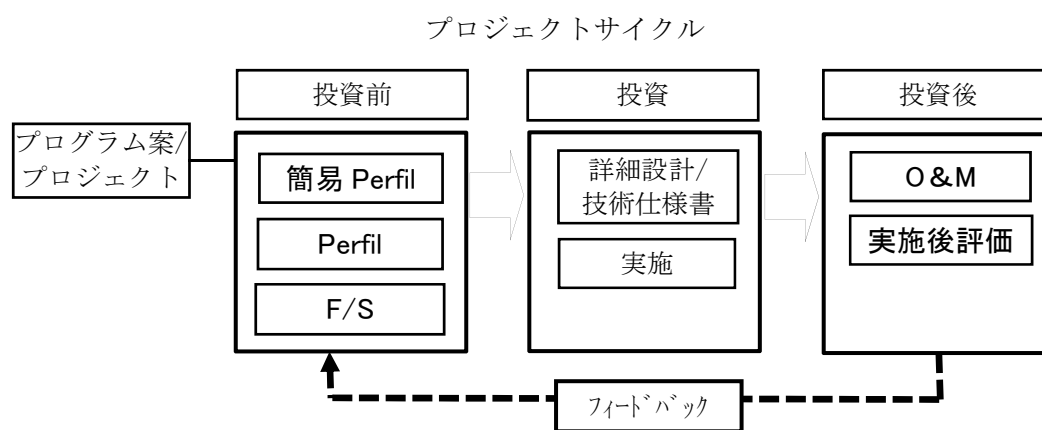 プロジェクトサイクル
投資前
投資
投資後
プログラム案/
プロジェクト
簡易 Perfil
Perfil
F/S
詳細設計/
技術仕様書
実施
O&M
実施後評価
フィードバック